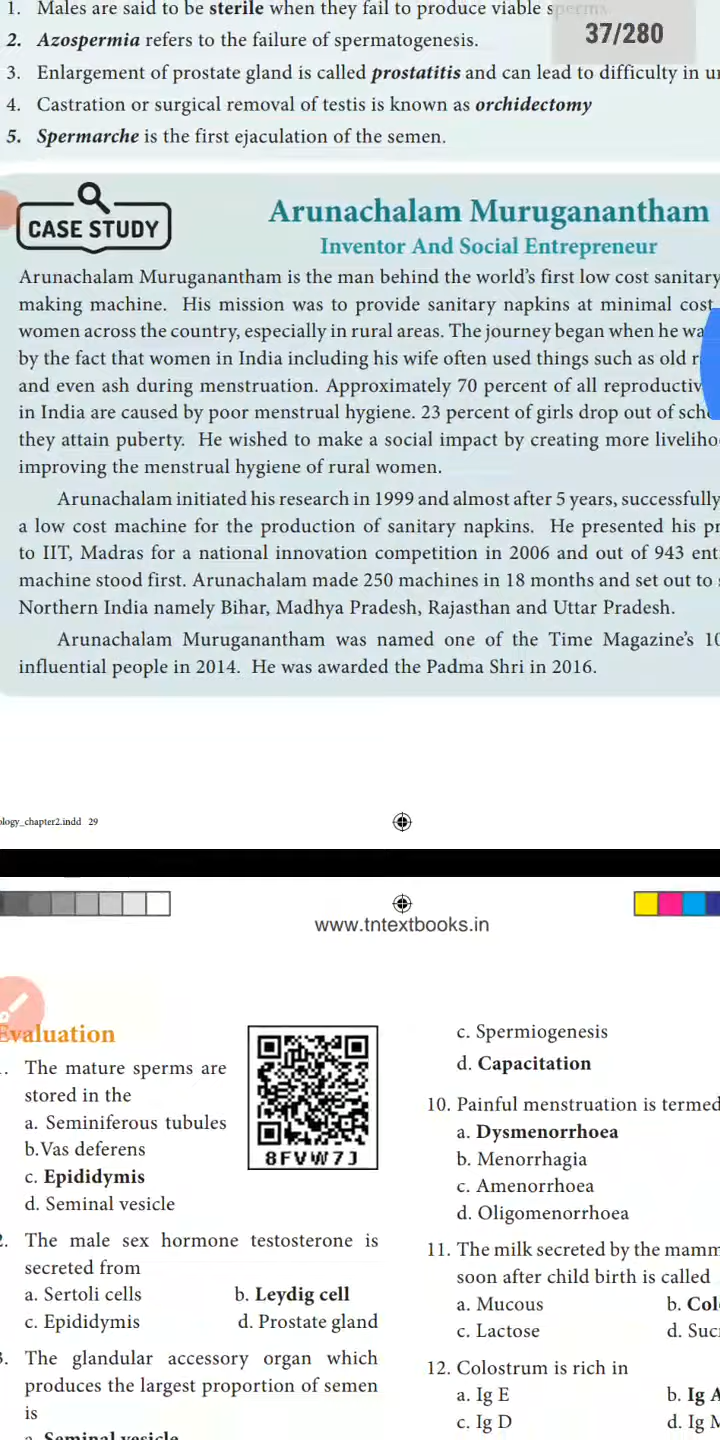 1. Males are said to be sterile when they fail to produce viable sperms
37/280
2. Azospermia refers to the failure of spermatogenesis.
3. Enlargement of prostate gland is called prostatitis and can lead to difficulty in
4. Castration or surgical removal of testis is known as orchidectomy
5. Spermarche is the first ejaculation of the semen.
CASE STUDY
Arunachalam Muruganantham
Inventor And Social Entrepreneur
Arunachalam Muruganantham is the man behind the world's first low cost sanitary
making machine. His mission was to provide sanitary napkins at minimal cost
women across the country, especially in rural areas. The journey began when he
by the fact that women in India including his wife often used things such as old
and even ash during menstruation. Approximately 70 percent of all
in India are caused by poor menstrual hygiene. 23 percent of girls drop out of
they attain puberty. He wished to make a social impact by creating more
improving the menstrual hygiene of rural women.
Arunachalam initiated his research in 1999 and almost after 5 years, successfully
a low cost machine for the production of sanitary napkins. He presented his
to IIT, Madras for a national innovation competition in 2006 and out of 943
machine stood first. Arunachalam made 250 machines in 18 months and set out to
Northern India namely Bihar, Madhya Pradesh, Rajasthan and Uttar Pradesh.
Arunachalam Muruganantham was named one of the Time Magazine's
influential people in 2014. He was awarded the Padma Shri in 2016.
ology_chapter2.indd 29
www.tntextbooks.in
Evaluation
The mature sperms are
stored in the
a. Seminiferous tubules
b.Vas deferens
c. Epididymis
d. Seminal vesicle
8FVW7J
The male sex hormone testosterone is
secreted from
a. Sertoli cells b. Leydig cell
c. Epididymis d. Prostate gland
The glandular accessory organ which
produces the largest proportion of semen
is
a. Seminal vesicle
c. Spermiogenesis
d. Capacitation
10. Painful menstruation is termed
a. Dysmenorrhoea
b. Menorrhagia
c. Amenorrhoea
d. Oligomenorrhoea
11. The milk secreted by the
soon after child birth is called
a. Mucous b.
c. Lactose d.
12. Colostrum is rich in
a. Ig E b. Ig A
c. Ig D d. Ig M